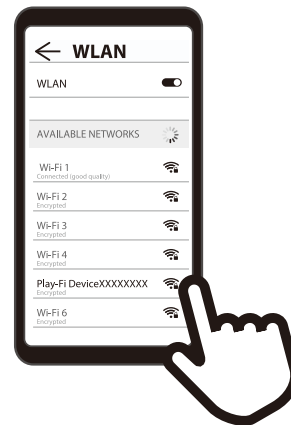 WLAN
WLAN
AVAILABLE NETWORKS
Wi-Fi 1
Connected (good quality)
Wi-Fi 2
Encrypted
Wi-Fi 3
Encrypted
Wi-Fi 4
Encrypted
Play-Fi DeviceXXXXXXXX
Encrypted
Wi-Fi 6
Encrypted